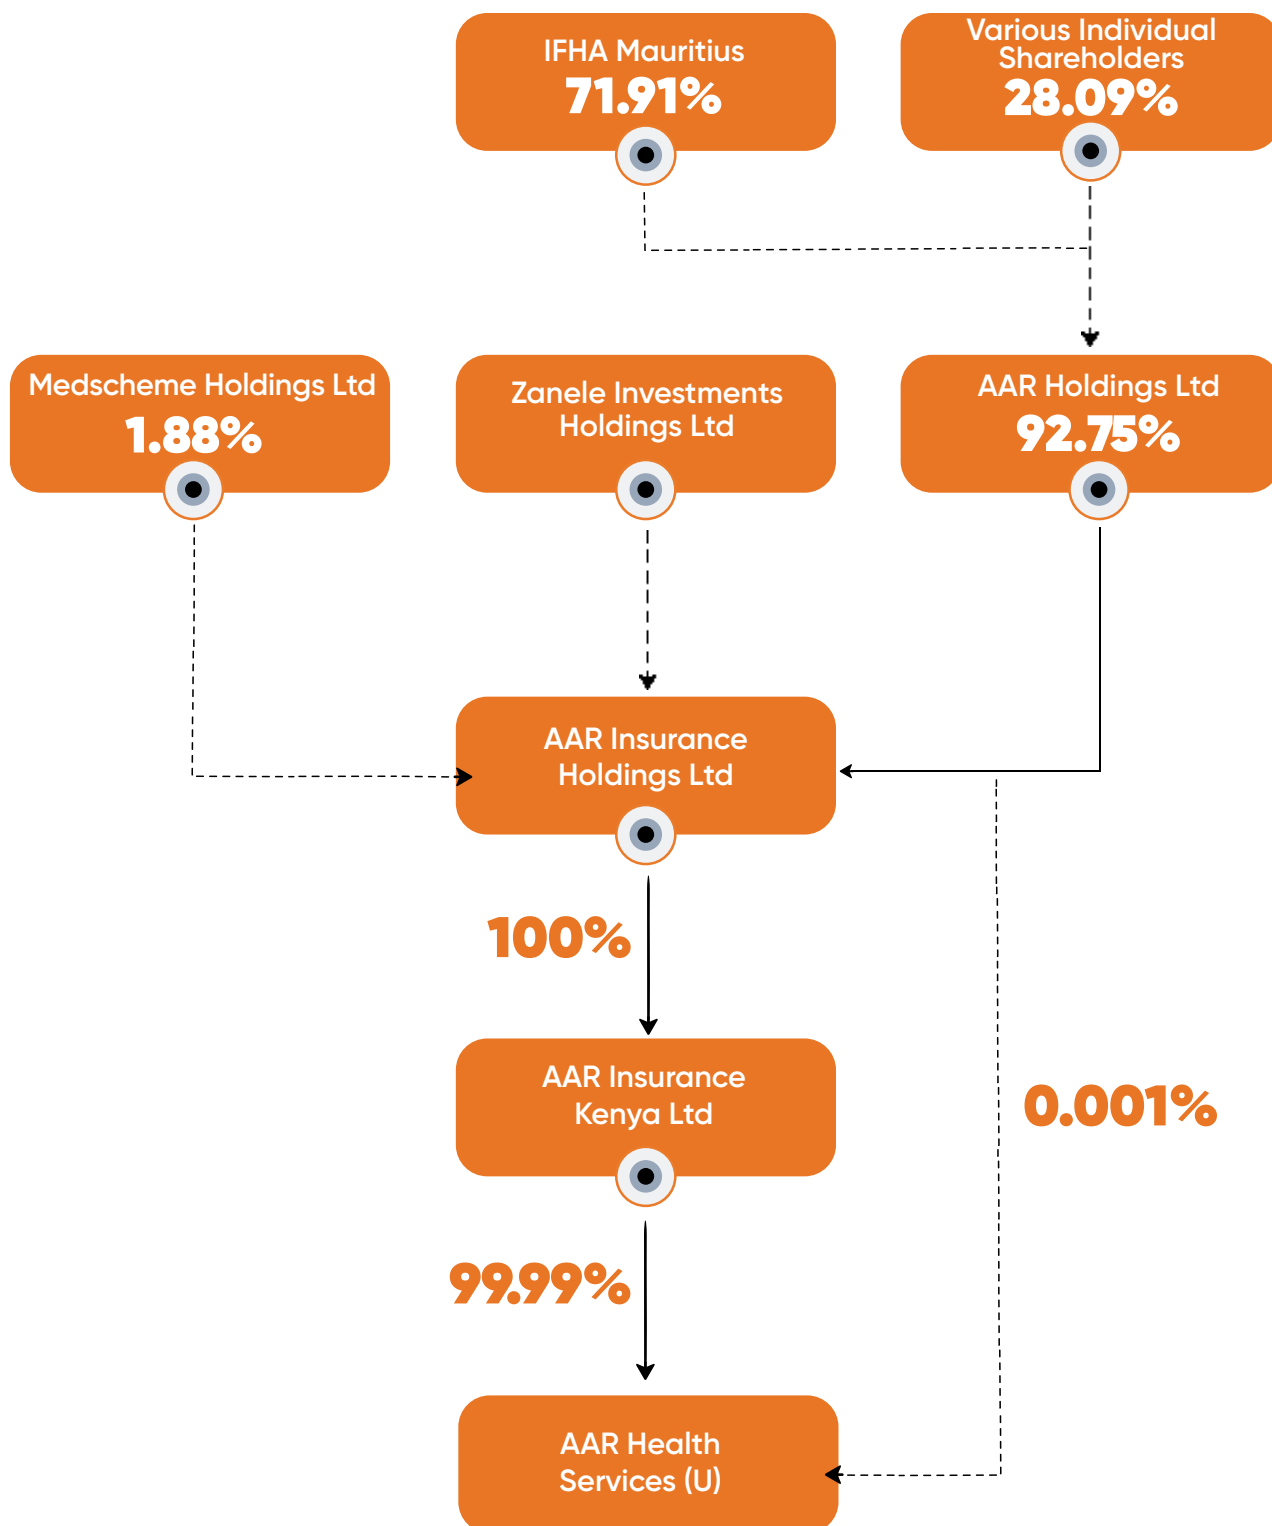 IFHA Mauritius
71.91%
Various Individual
Shareholders
28.09%
Medscheme Holdings Ltd
1.88%
Zanele Investments
Holdings Ltd
AAR Holdings Ltd
92.75%
AAR Insurance
Holdings Ltd
100%
AAR Insurance
Kenya Ltd
0.001%
99.99%
AAR Health
Services (U)